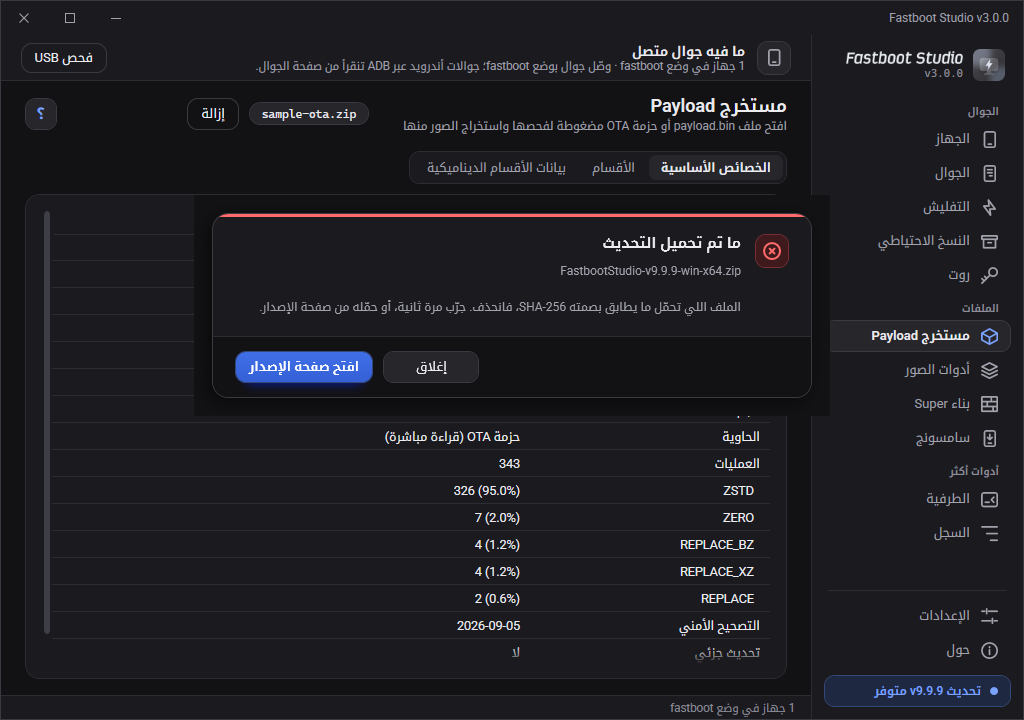 Fastboot Studio v3.0.0
Fastboot Studio
v3.0.0
الجوال
الجهاز
الجوال
التفليش
النسخ الاحتياطي
روت
الملفات
مستخرج Payload
أدوات الصور
بناء Super
سامسونج
أدوات أكثر
الطرفية
السجل
الإعدادات
حول
تحديث v9.9.9 متوفر
ما فيه جوال متصل
1 جهاز في وضع fastboot · وصّل جوال بوضع fastboot؛ جوالات أندرويد عبر ADB تنقرأ من صفحة الجوال.
فحص USB
مستخرج Payload
افتح ملف payload.bin أو حزمة OTA مضغوطة لفحصها واستخراج الصور منها
sample-ota.zip
إزالة
؟
الخصائص الأساسية
الأقسام
بيانات الأقسام الديناميكية
ما تم تحميل التحديث
FastbootStudio-v9.9.9-win-x64.zip
الملف اللي تحمّل ما يطابق بصمته SHA-256، فانحذف. جرّب مرة ثانية، أو حمّله من صفحة الإصدار.
إغلاق
افتح صفحة الإصدار
الحاوية حزمة OTA (قراءة مباشرة)
العمليات 343
ZSTD 326 (95.0%)
ZERO 7 (2.0%)
REPLACE_BZ 4 (1.2%)
REPLACE_XZ 4 (1.2%)
REPLACE 2 (0.6%)
التصحيح الأمني 2026-09-05
تحديث جزئي لا
1 جهاز في وضع fastboot